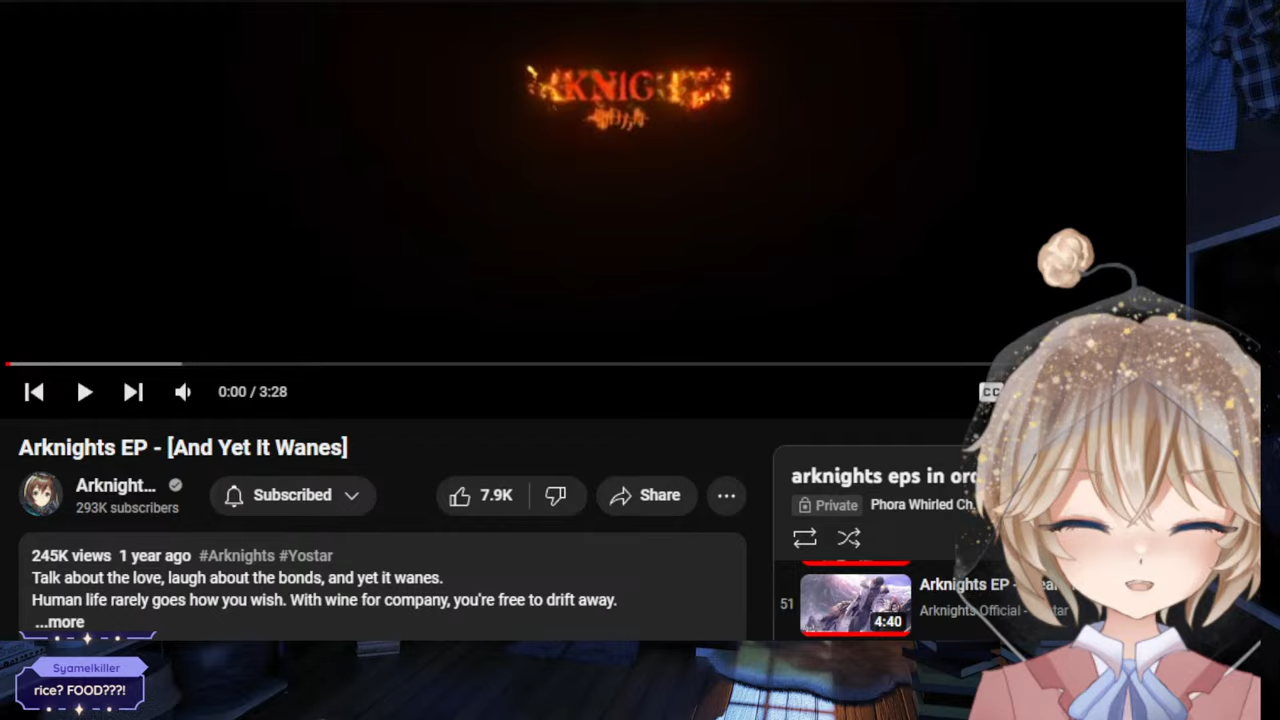 0:00 / 3:28
CC
Arknights EP - [And Yet It Wanes]
Arknight...
293K subscribers
Subscribed
7.9K
Share
245K views 1 year ago #Arknights #Yostar
Talk about the love, laugh about the bonds, and yet it wanes.
Human life rarely goes how you wish. With wine for company, you're free to drift away.
...more
arknights eps in
Private Phora Whirled
51
4:40
Arknights EP -
Arknights Official -
Syamelkiller
rice? FOOD???!